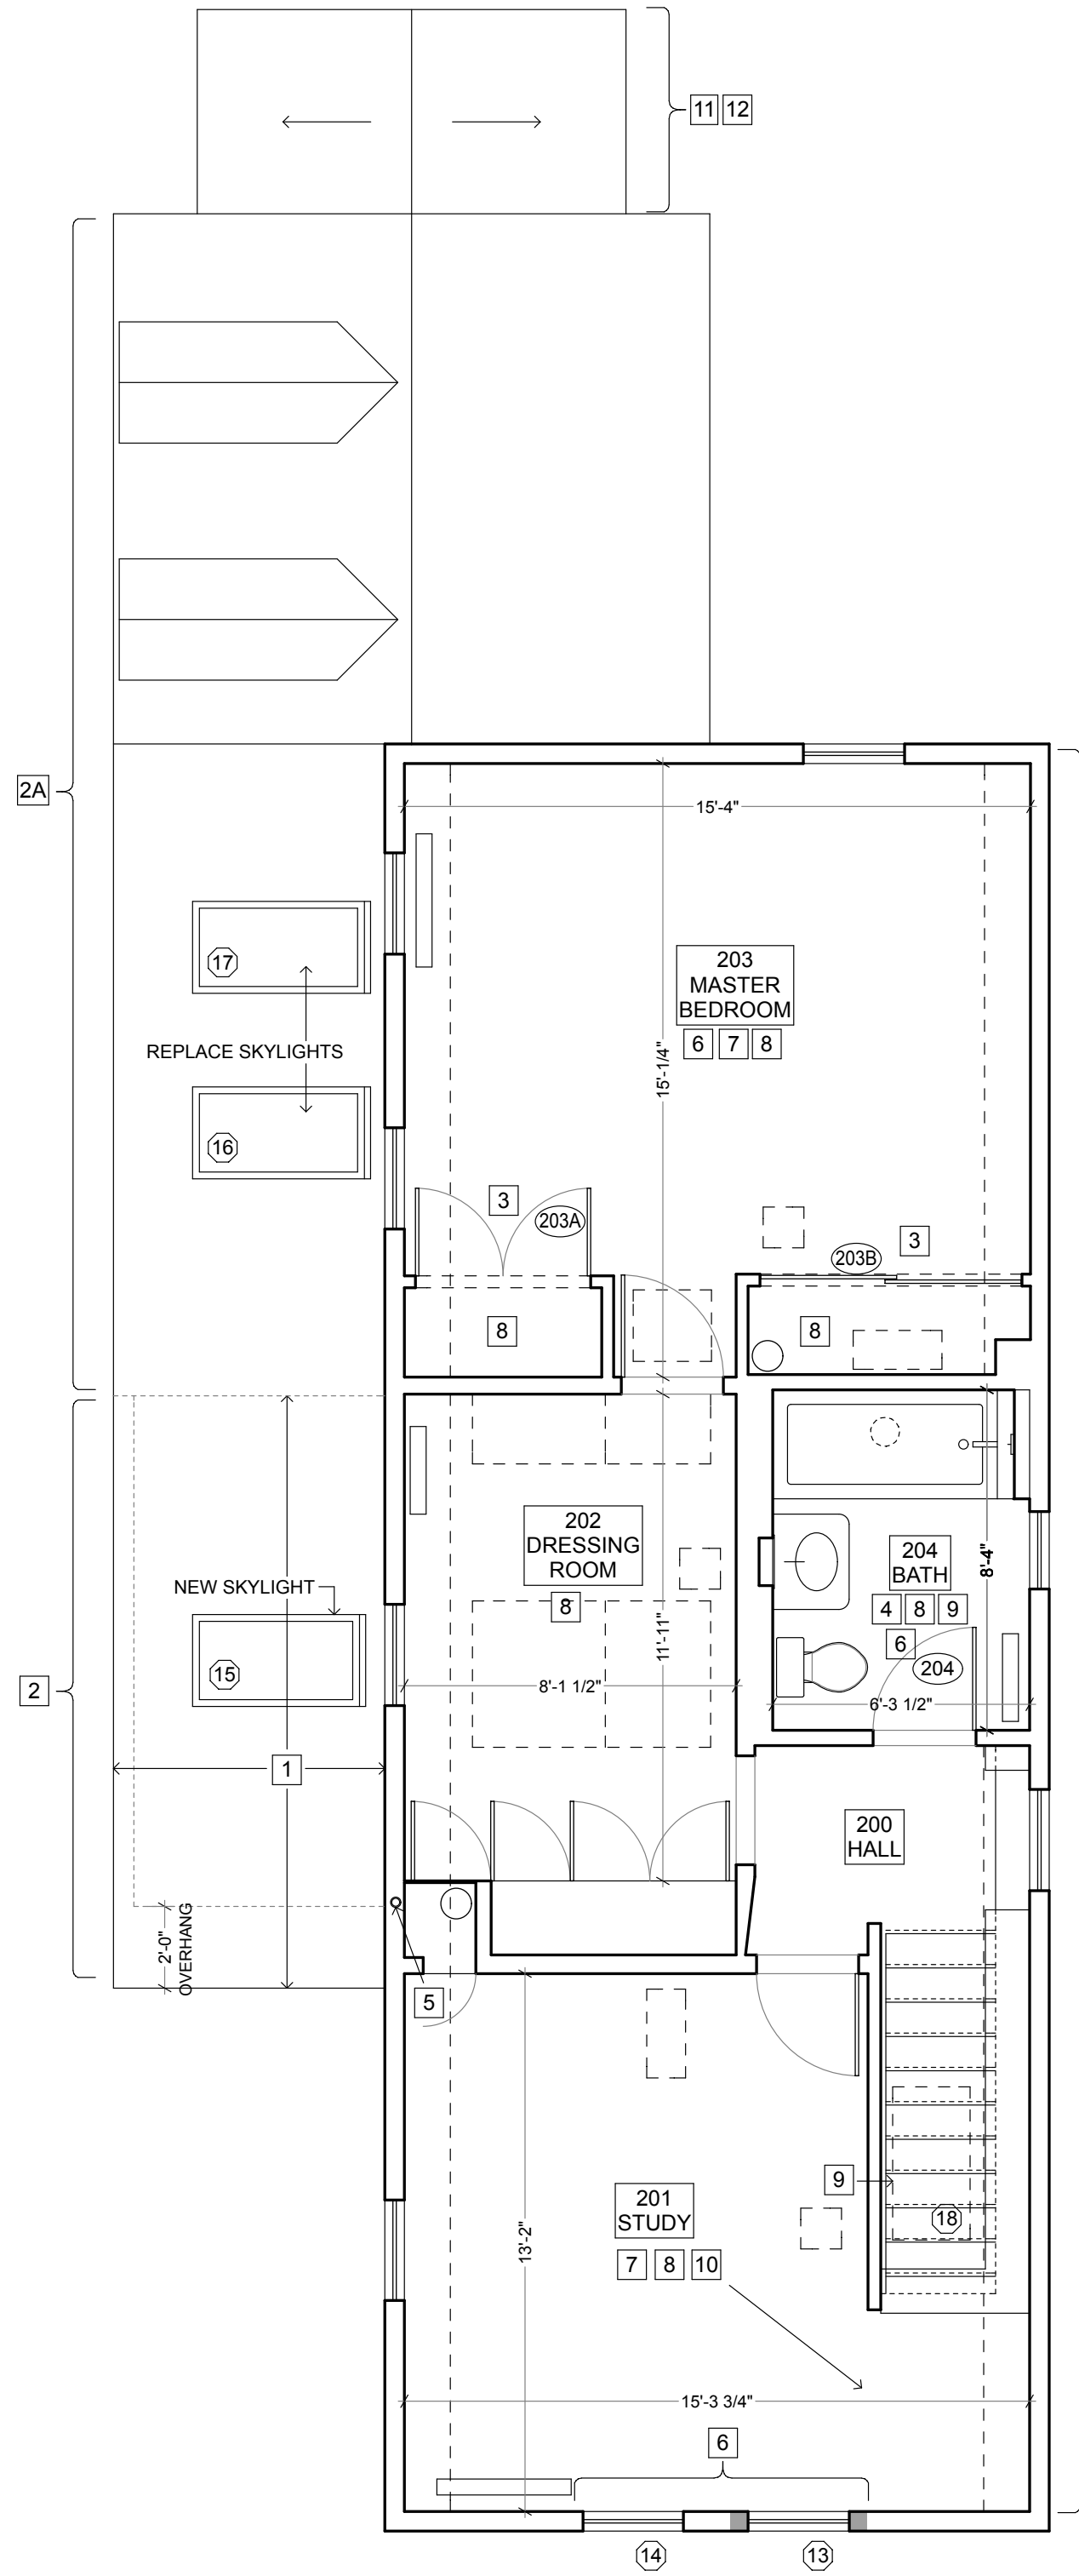 11 12
2A
15'-4"
17
203
MASTER
BEDROOM
6 7 8
REPLACE SKYLIGHTS
15'-1/4"
16
3
203A
3
203B
8
8
202
DRESSING
ROOM
8
204
BATH
4 8 9
6
204
8'-4"
NEW SKYLIGHT
15
11'-11"
8'-1 1/2"
6'-3 1/2"
2
1
200
HALL
2'-0"
OVERHANG
5
9
18
201
STUDY
7 8 10
13'-2"
15'-3 3/4"
6
14
13